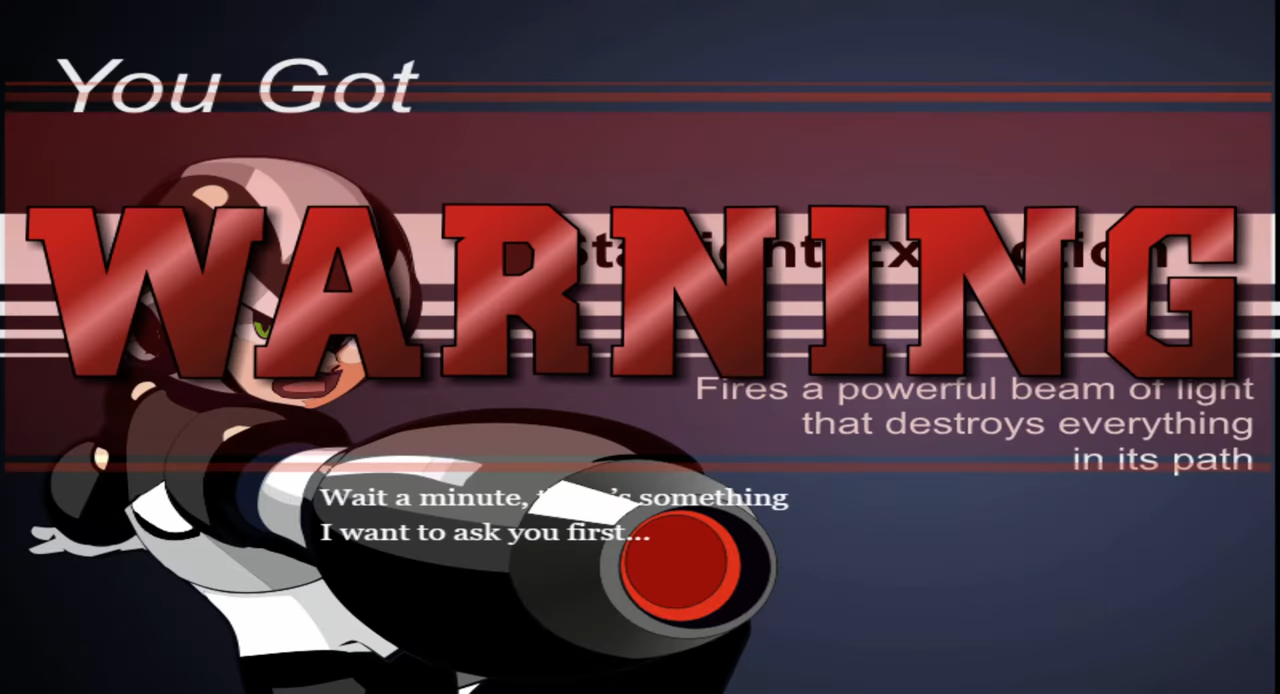 You Got
WARNING
Fires a powerful beam of light
that destroys everything
in its path
Wait a minute, something
I want to ask you first...